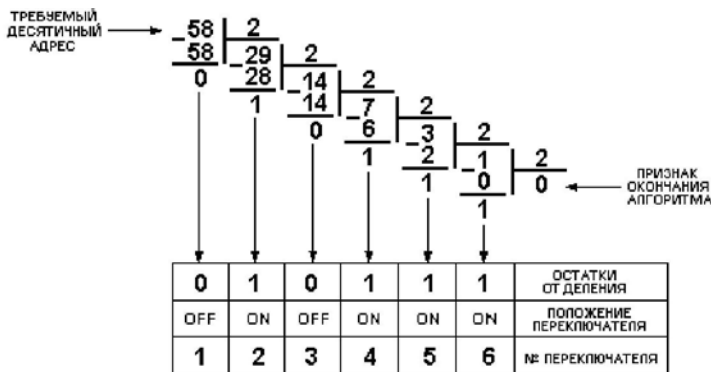 ТРЕБУЕМЫЙ
ДЕСЯТИЧНЫЙ
АДРЕС
-58 2
58 -29 2
0 28 -14 2
1 14 -7 2
0 6 -3 2
1 2 -1 2
1 0 0
1
ПРИЗНАК
ОКОНЧАНИЯ
АЛГОРИТМА
0 1 0 1 1 1 ОСТАТКИ
ОТ ДЕЛЕНИЯ
OFF ON OFF ON ON ON ПОЛОЖЕНИЕ
ПЕРЕКЛЮЧАТЕЛЯ
1 2 3 4 5 6 № ПЕРЕКЛЮЧАТЕЛЯ